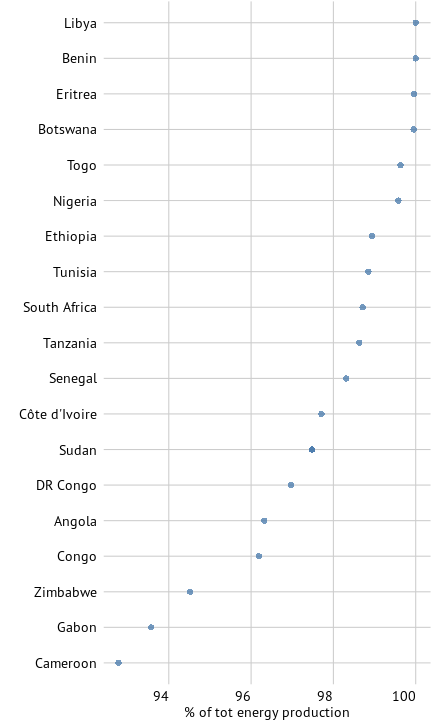 Libya
Benin
Eritrea
Botswana
Togo
Nigeria
Ethiopia
Tunisia
South Africa
Tanzania
Senegal
Côte d'Ivoire
Sudan
DR Congo
Angola
Congo
Zimbabwe
Gabon
Cameroon
94 96 98 100
% of tot energy production